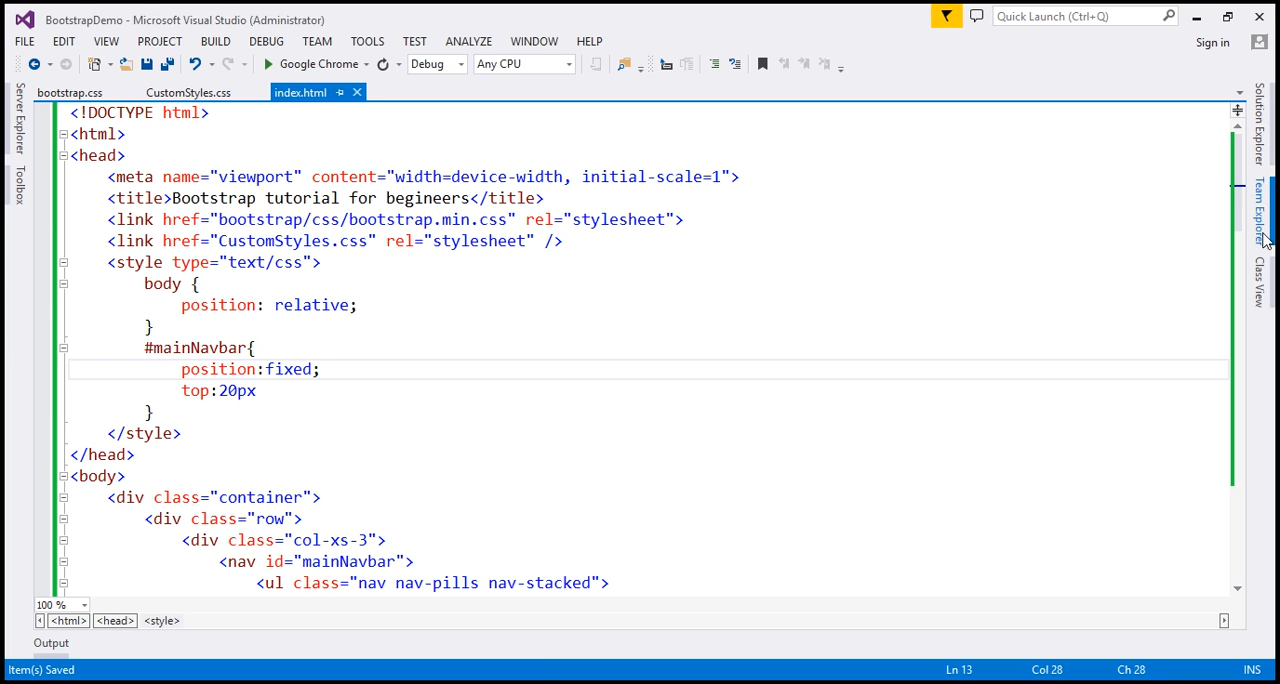 BootstrapDemo - Microsoft Visual Studio (Administrator)
Quick Launch (Ctrl+Q)
FILE EDIT VIEW PROJECT BUILD DEBUG TEAM TOOLS TEST ANALYZE WINDOW HELP
Sign in
Google Chrome Debug Any CPU
bootstrap.css CustomStyles.css index.html
Server Explorer
Toolbox
Solution Explorer
Team Explorer
Class View
<!DOCTYPE html>
<html>
<head>
<meta name="viewport" content="width=device-width, initial-scale=1">
<title>Bootstrap tutorial for begineers</title>
<link href="bootstrap/css/bootstrap.min.css" rel="stylesheet">
<link href="CustomStyles.css" rel="stylesheet" />
<style type="text/css">
body {
position: relative;
}
#mainNavbar{
position:fixed;
top:20px
}
</style>
</head>
<body>
<div class="container">
<div class="row">
<div class="col-xs-3">
<nav id="mainNavbar">
<ul class="nav nav-pills nav-stacked">
100 %
<html> <head> <style>
Output
Item(s) Saved Ln 13 Col 28 Ch 28 INS